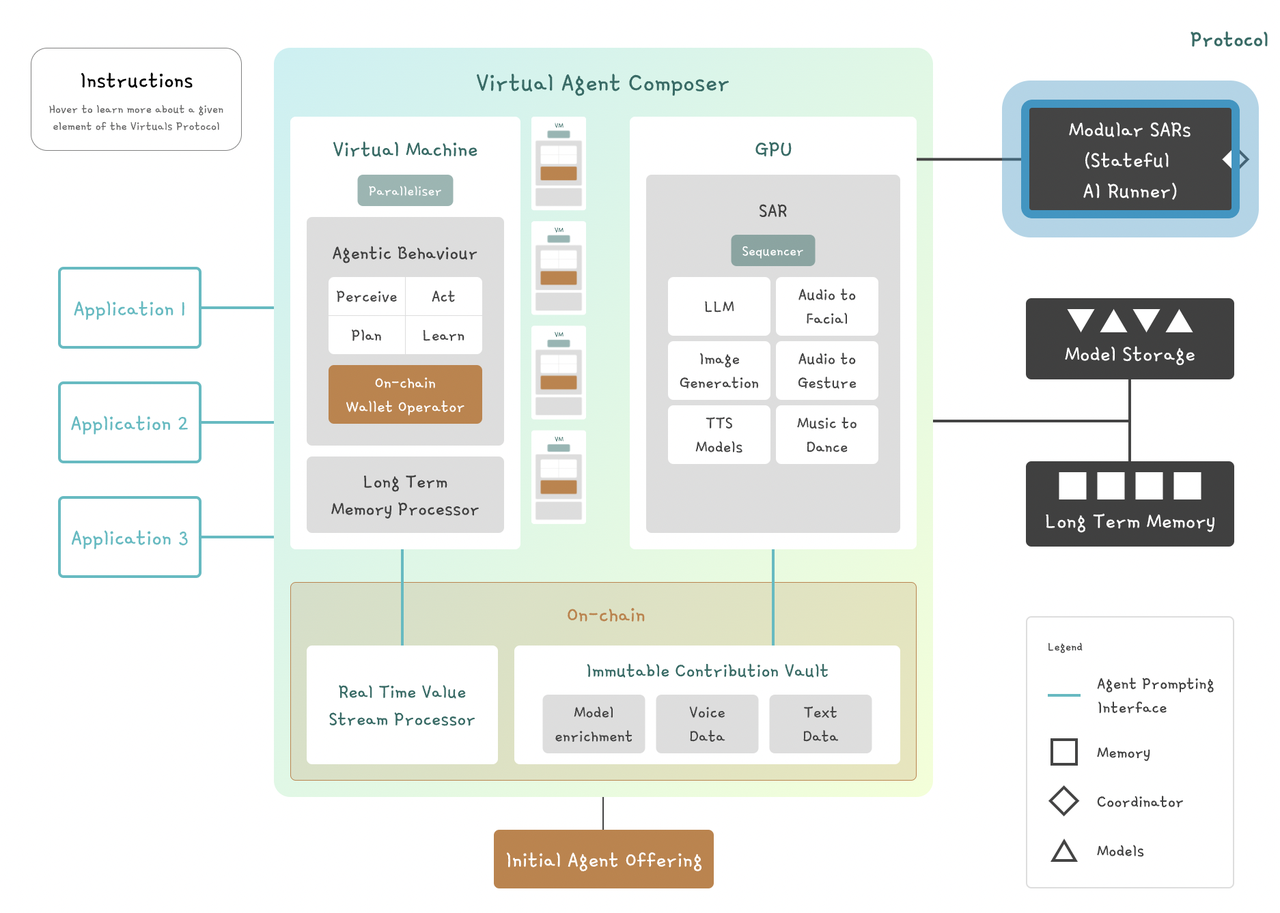 Protocol
Instructions
Hover to learn more about a given
element of the Virtuals Protocol
Virtual Agent Composer
Virtual Machine
Paralleliser
Agentic Behaviour
Perceive
Act
Plan
Learn
On-chain
Wallet Operator
Long Term
Memory Processor
VM
VM
VM
VM
GPU
SAR
Sequencer
LLM
Audio to
Facial
Image
Generation
Audio to
Gesture
TTS
Models
Music to
Dance
Modular SARs
(Stateful
AI Runner)
Application 1
Application 2
Application 3
Model Storage
Long Term Memory
On-chain
Real Time Value
Stream Processor
Immutable Contribution Vault
Model
enrichment
Voice
Data
Text
Data
Initial Agent Offering
Legend
Agent Prompting
Interface
Memory
Coordinator
Models